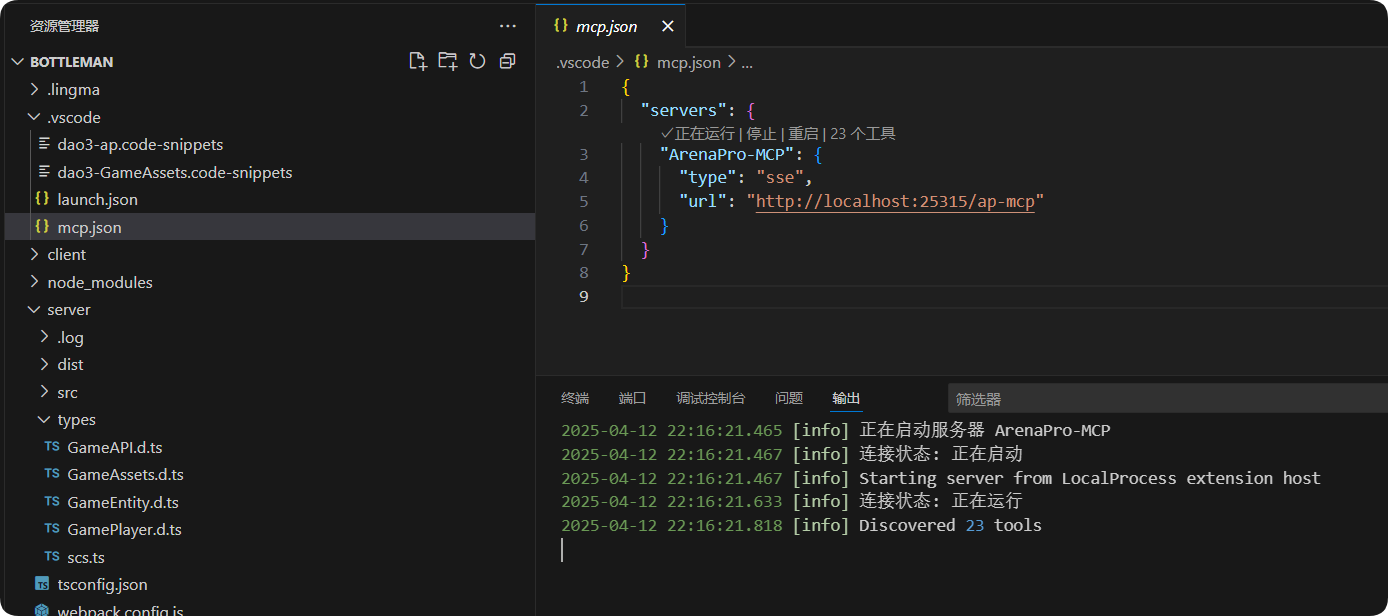 资源管理器
BOTTLEMAN
.lingma
.vscode
dao3-ap.code-snippets
dao3-GameAssets.code-snippets
launch.json
mcp.json
client
node_modules
server
.log
dist
src
types
TS GameAPI.d.ts
TS GameAssets.d.ts
TS GameEntity.d.ts
TS GamePlayer.d.ts
TS scs.ts
TS tsconfig.json
webpack.config.js
{} mcp.json
.vscode > {} mcp.json > ...
1 {
2 "servers": {
✓正在运行 | 停止 | 重启 | 23 个工具
3 "ArenaPro-MCP": {
4 "type": "sse",
5 "url": "http://localhost:25315/ap-mcp"
6 }
7 }
8 }
9
终端 端口 调试控制台 问题 输出 筛选器
2025-04-12 22:16:21.465 [info] 正在启动服务器 ArenaPro-MCP
2025-04-12 22:16:21.467 [info] 连接状态: 正在启动
2025-04-12 22:16:21.467 [info] Starting server from LocalProcess extension host
2025-04-12 22:16:21.633 [info] 连接状态: 正在运行
2025-04-12 22:16:21.818 [info] Discovered 23 tools